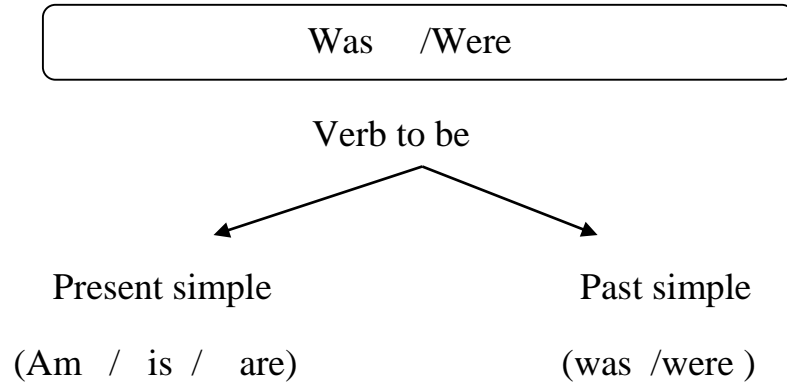 Was /Were
Verb to be
Present simple Past simple
(Am / is / are) (was /were )